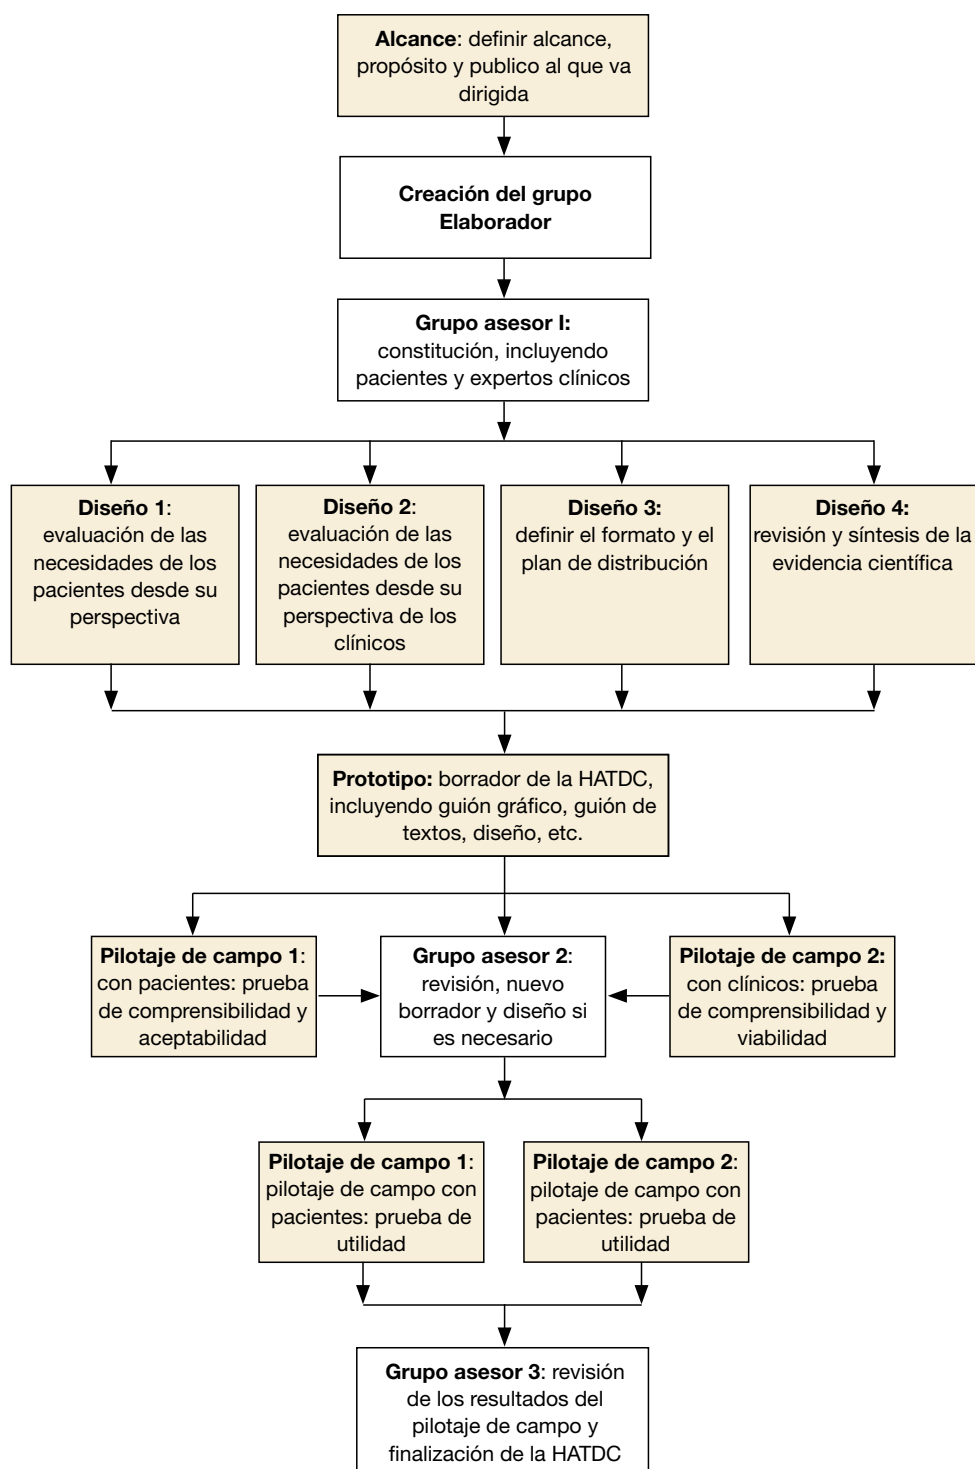 Alcance: definir alcance,
propósito y publico al que va
dirigida
Creación del grupo
Elaborador
Grupo asesor I:
constitución, incluyendo
pacientes y expertos clínicos
Diseño 1:
evaluación de las
necesidades de los
pacientes desde su
perspectiva
Diseño 2:
evaluación de las
necesidades de los
pacientes desde su
perspectiva de los
clínicos
Diseño 3:
definir el formato y el
plan de distribución
Diseño 4:
revisión y síntesis de la
evidencia científica
Prototipo: borrador de la HATDC,
incluyendo guión gráfico, guión de
textos, diseño, etc.
Pilotaje de campo 1:
con pacientes: prueba
de comprensibilidad y
aceptabilidad
Grupo asesor 2:
revisión, nuevo
borrador y diseño si
es necesario
Pilotaje de campo 2:
con clínicos: prueba
de comprensibilidad y
viabilidad
Pilotaje de campo 1:
pilotaje de campo con
pacientes: prueba de
utilidad
Pilotaje de campo 2:
pilotaje de campo con
pacientes: prueba de
utilidad
Grupo asesor 3: revisión
de los resultados del
pilotaje de campo y
finalización de la HATDC